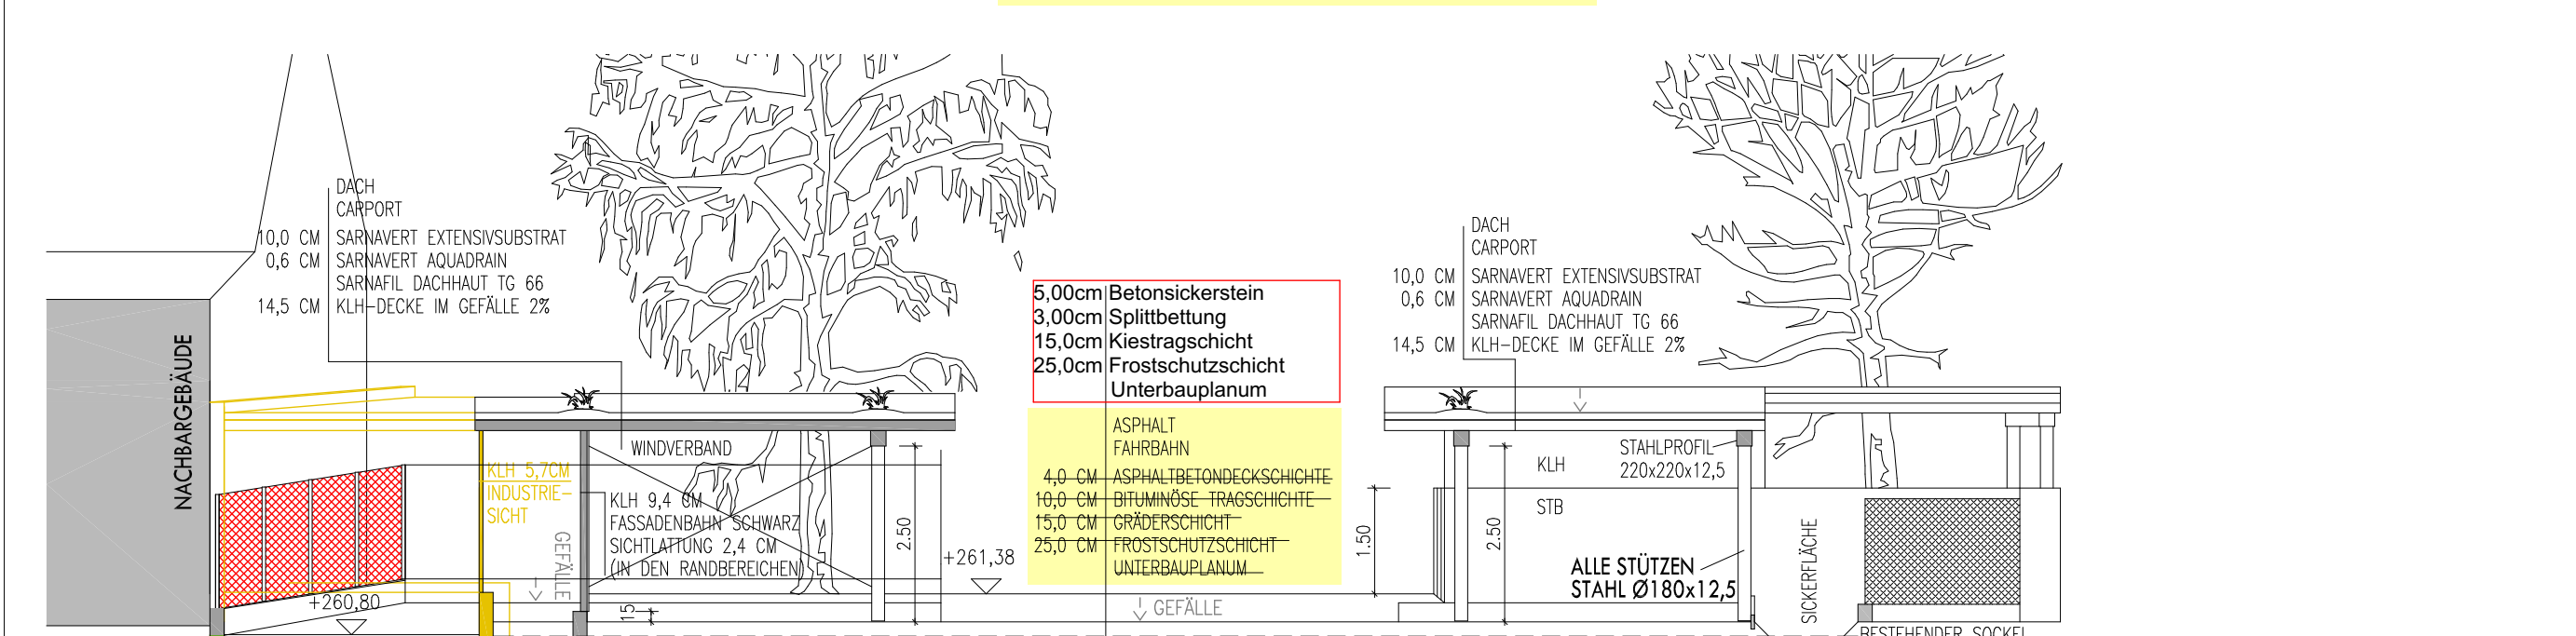 DACH
CARPORT
10,0 CM SARNAVERT EXTENSIVSUBSTRAT
0,6 CM SARNAVERT AQUADRAIN
SARNAFIL DACHHAUT TG 66
14,5 CM KLH-DECKE IM GEFÄLLE 2%
NACHBARGEBÄUDE
+260,80
KLH 5,7CM
INDUSTRIE-
SICHT
GEFÄLLE
WINDVERBAND
KLH 9,4 CM
FASSADENBAHN SCHWARZ
SICHTLATTUNG 2,4 CM
(IN DEN RANDBEREICHEN)
15
2.50
+261,38
5,00cm Betonsickerstein
3,00cm Splittbettung
15,0cm Kiestragschicht
25,0cm Frostschutzschicht
Unterbauplanum
ASPHALT
FAHRBAHN
4,0 CM ASPHALTBETONDECKSCHICHTE
10,0 CM BITUMINÖSE TRAGSCHICHTE
15,0 CM GRÄDERSCHICHT
25,0 CM FROSTSCHUTZSCHICHT
UNTERBAUPLANUM
GEFÄLLE
DACH
CARPORT
10,0 CM SARNAVERT EXTENSIVSUBSTRAT
0,6 CM SARNAVERT AQUADRAIN
SARNAFIL DACHHAUT TG 66
14,5 CM KLH-DECKE IM GEFÄLLE 2%
1.50
2.50
KLH
STB
STAHLPROFIL
220x220x12,5
ALLE STÜTZEN
STAHL Ø180x12,5
SICKERFLÄCHE
BESTEHENDER SOCKEL